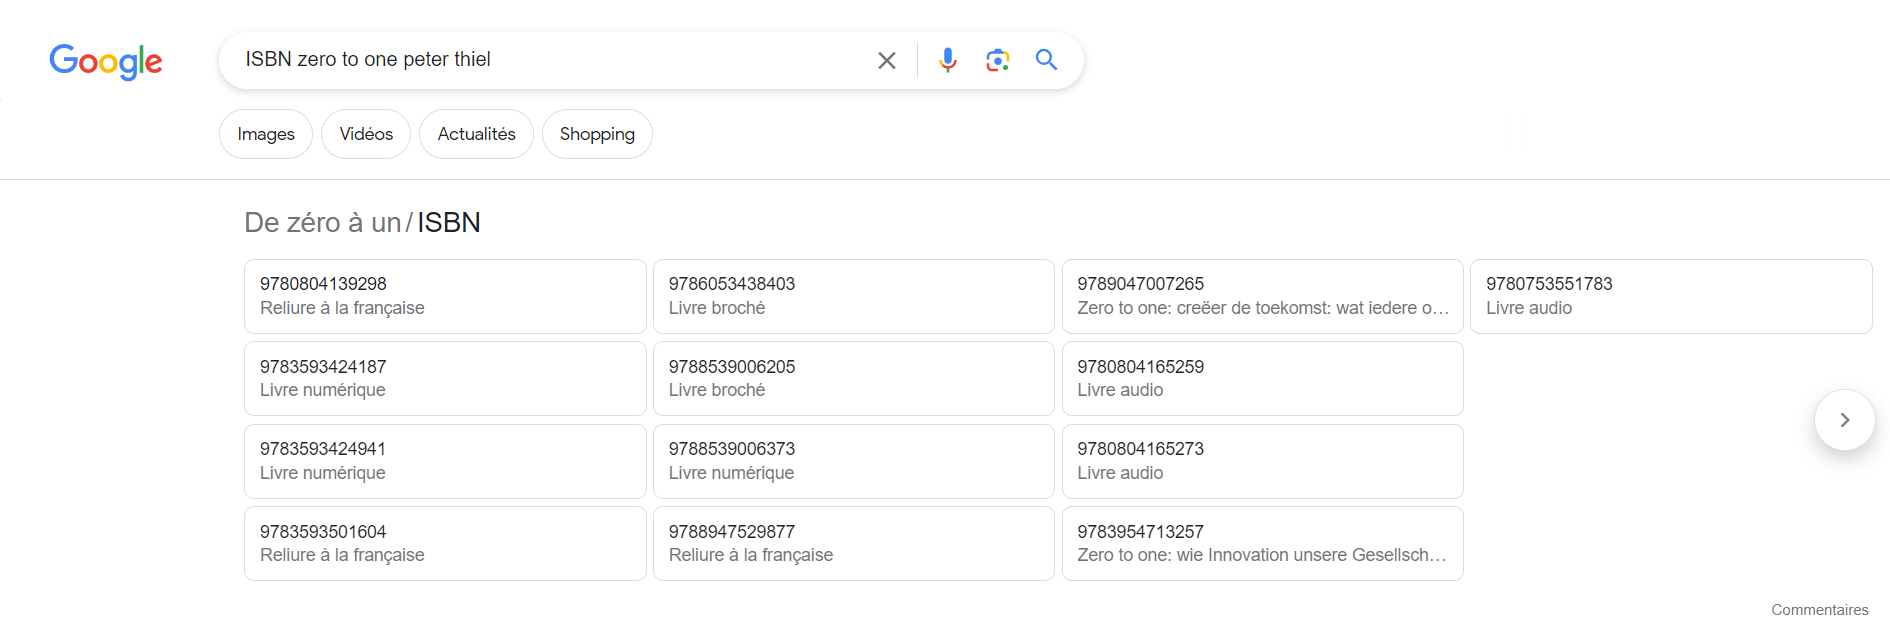 Google
ISBN zero to one peter thiel
Images
Vidéos
Actualités
Shopping
De zéro à un/ISBN
9780804139298
Reliure à la française
9786053438403
Livre broché
9789047007265
Zero to one: creëer de toekomst: wat iedere o...
9780753551783
Livre audio
9783593424187
Livre numérique
9788539006205
Livre broché
9780804165259
Livre audio
9783593424941
Livre numérique
9788539006373
Livre numérique
9780804165273
Livre audio
9783593501604
Reliure à la française
9788947529877
Reliure à la française
9783954713257
Zero to one: wie Innovation unsere Gesellsch...
Commentaires